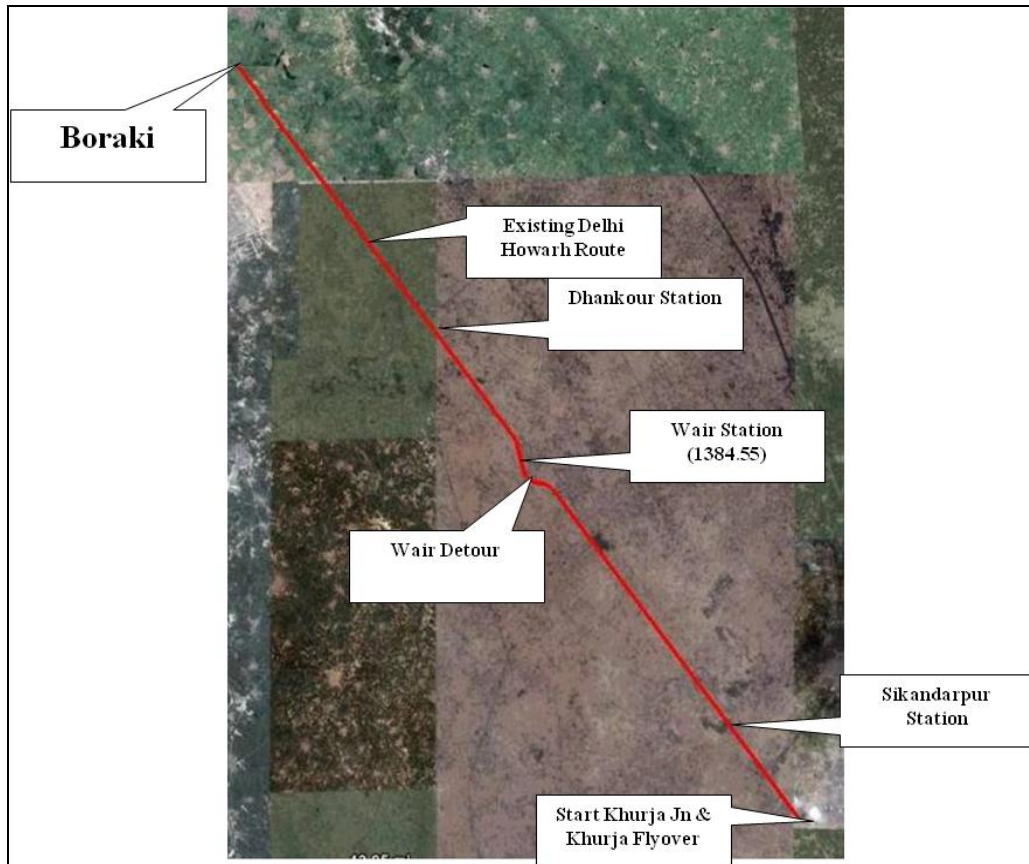 Boraki
Existing Delhi
Howarh Route
Dhankour Station
Wair Station
(1384.55)
Wair Detour
Sikandarpur
Station
Start Khurja Jn &
Khurja Flyover